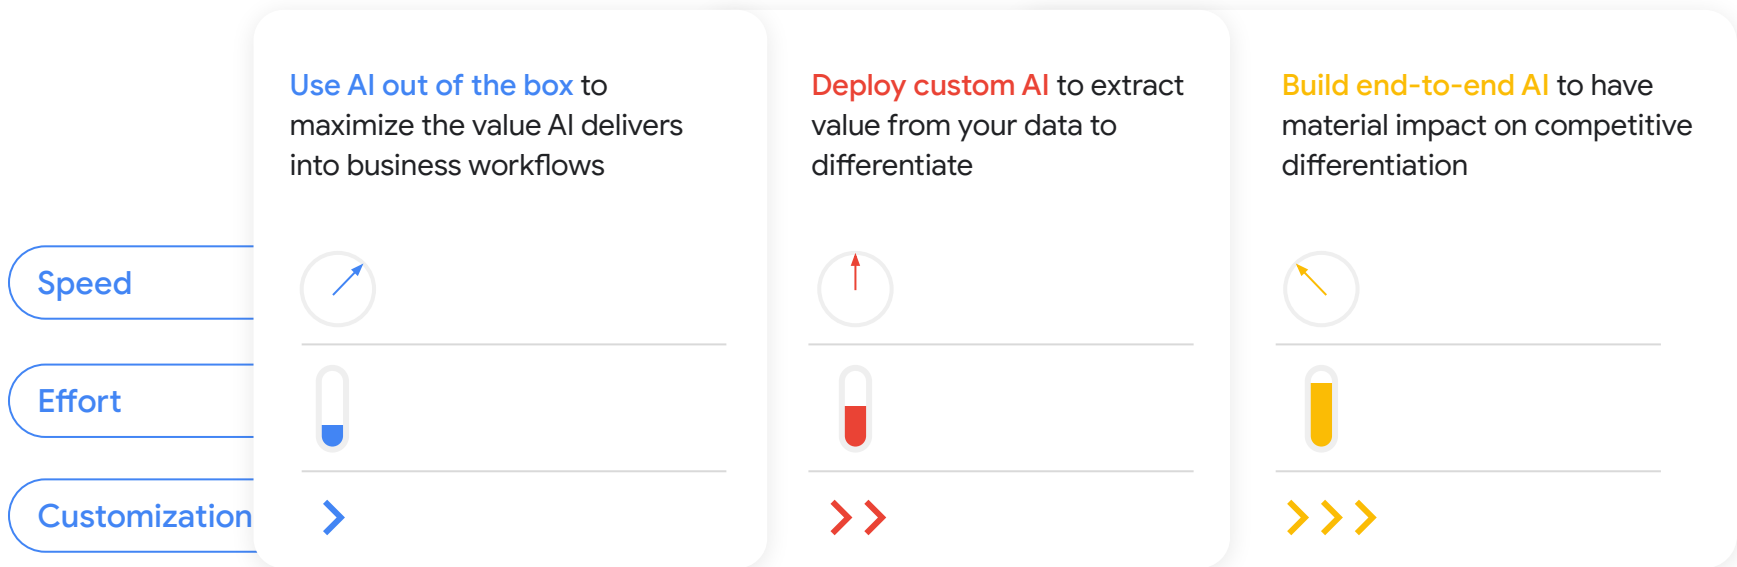 Use AI out of the box to
maximize the value AI delivers
into business workflows
Deploy custom AI to extract
value from your data to
differentiate
Build end-to-end AI to have
material impact on competitive
differentiation
Speed
Effort
Customization